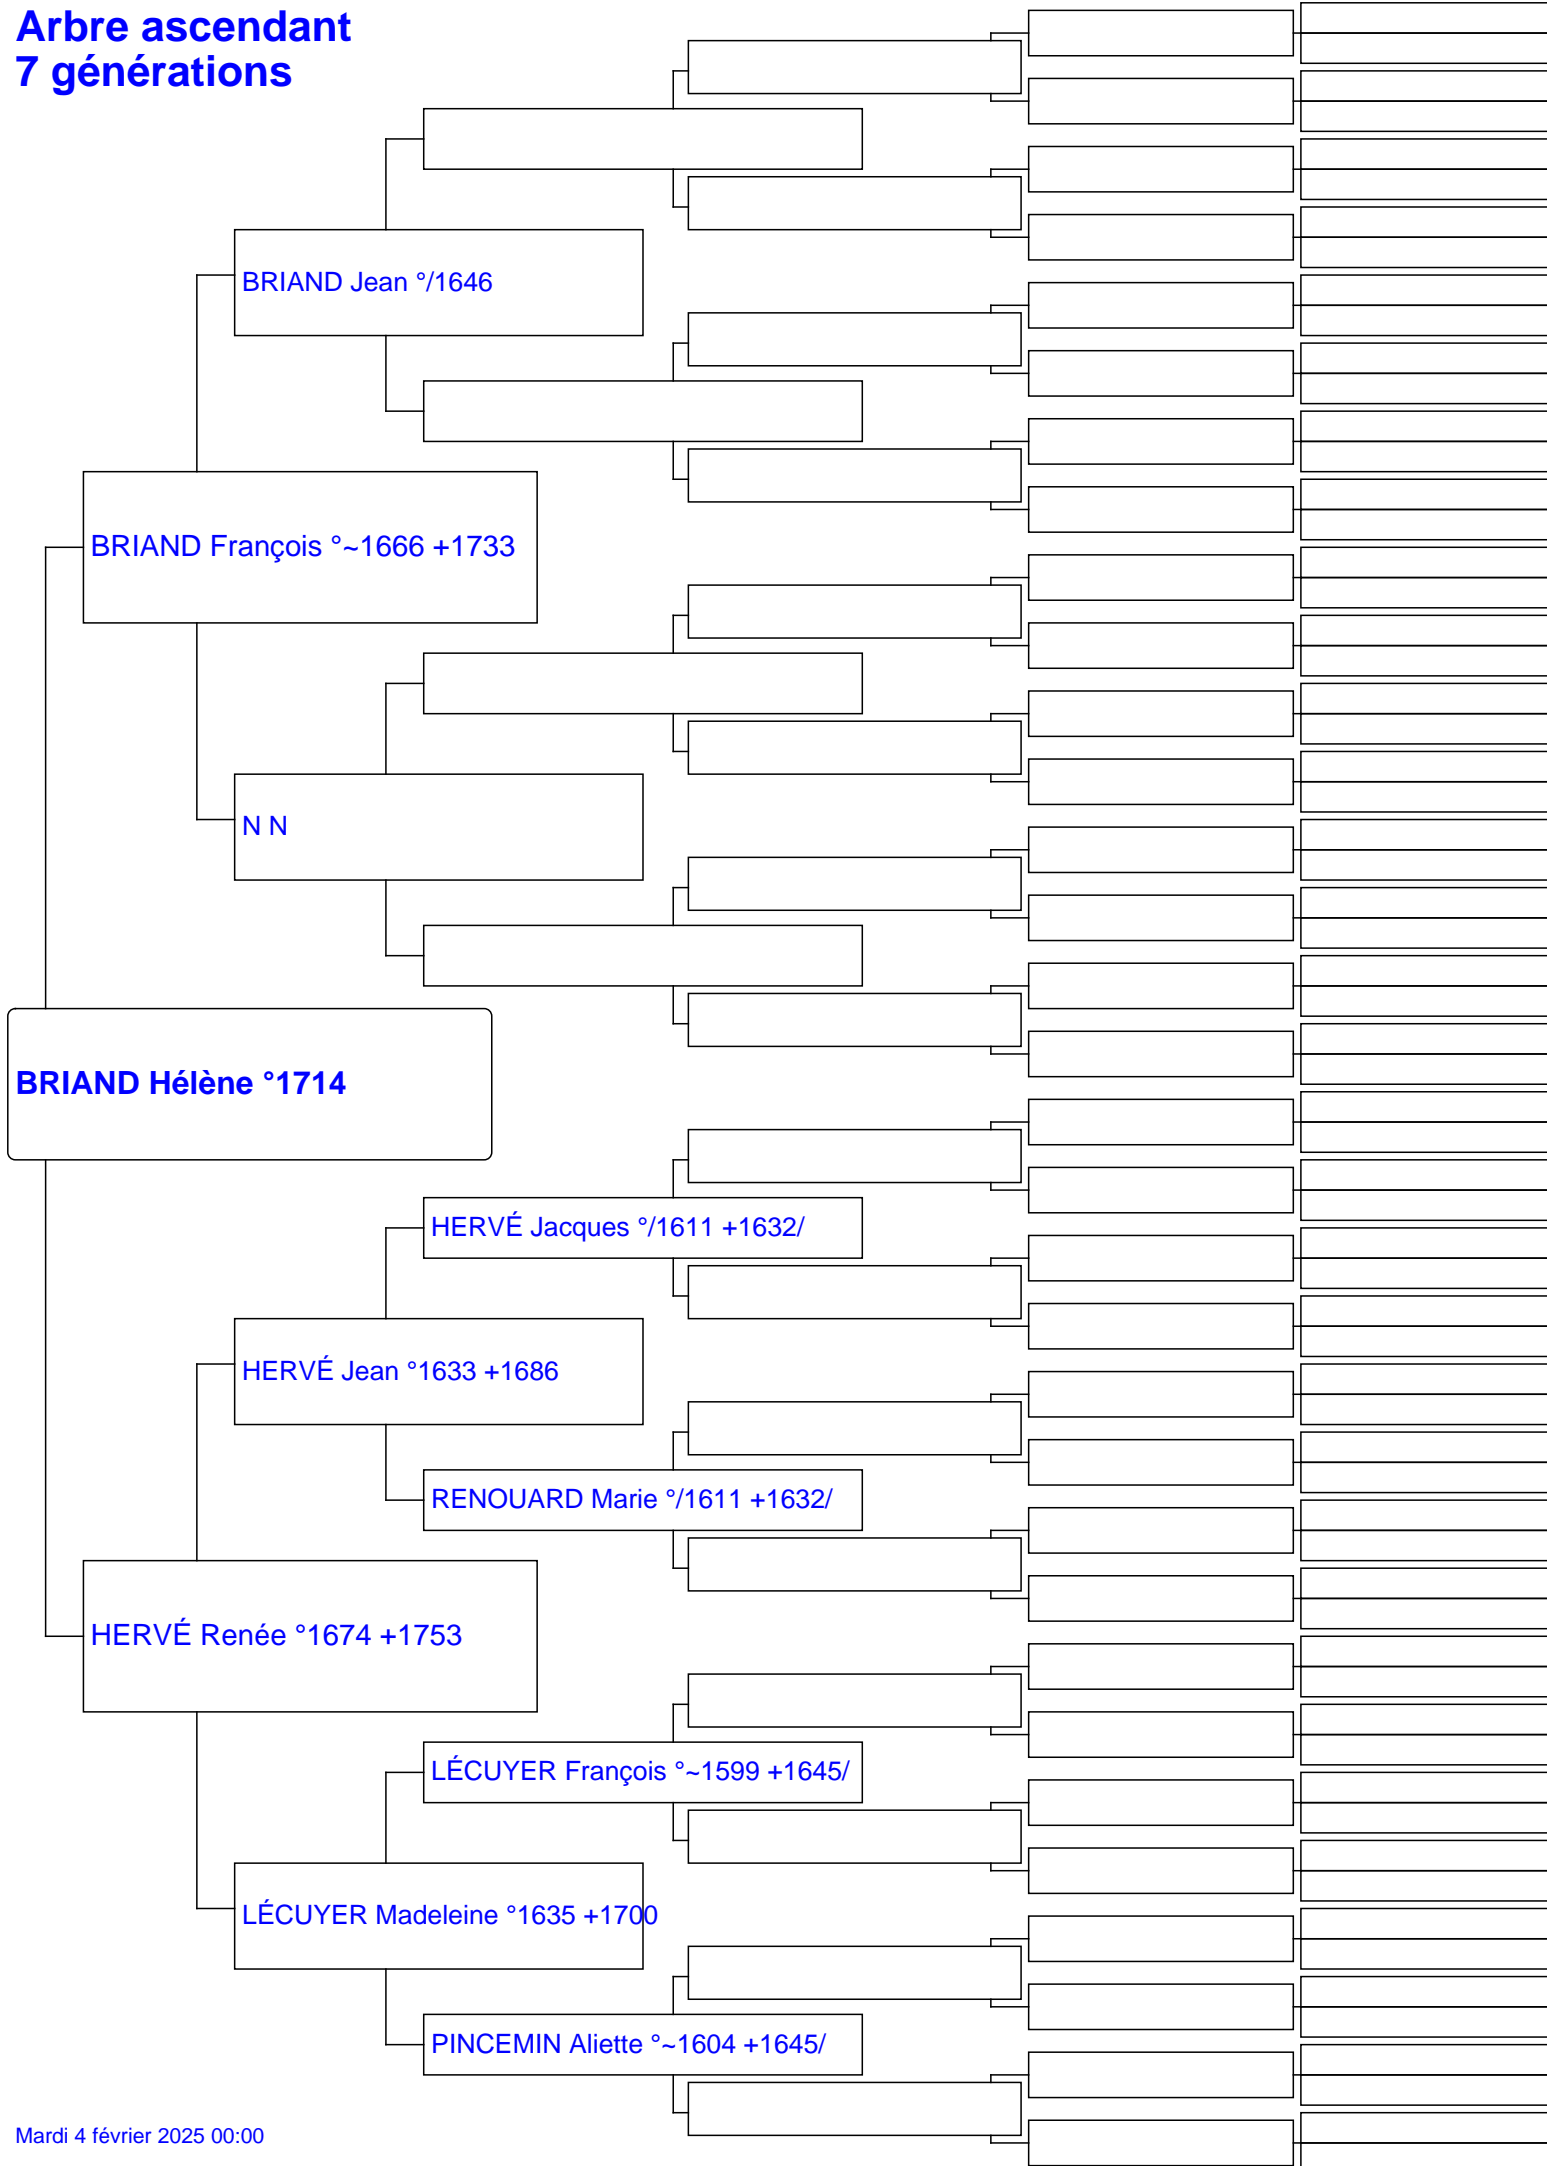 Arbre ascendant
7 générations
BRIAND Jean °/1646
BRIAND François °~1666 +1733
N N
BRIAND Hélène °1714
HERVÉ Jacques °/1611 +1632/
HERVÉ Jean °1633 +1686
RENOUARD Marie °/1611 +1632/
HERVÉ Renée °1674 +1753
LÉCUYER François °~1599 +1645/
LÉCUYER Madeleine °1635 +1700
PINCEMIN Aliette °~1604 +1645/
Mardi 4 février 2025 00:00